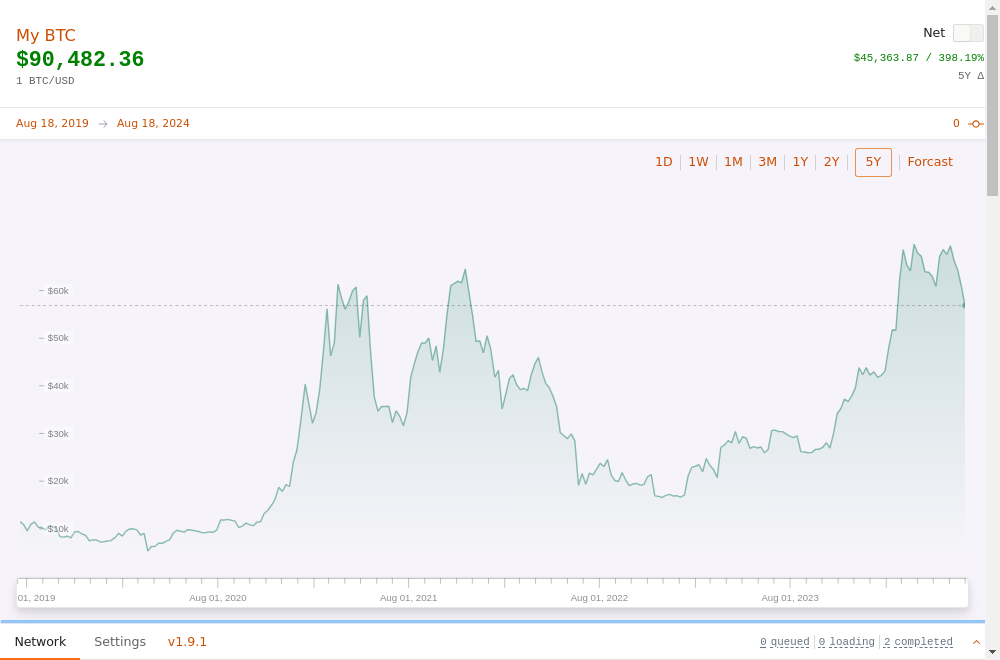 My BTC
Net
$90,482.36
$45,363.87 / 398.19%
1 BTC/USD
5Y Δ
Aug 18, 2019 → Aug 18, 2024
0
1D 1W 1M 3M 1Y 2Y 5Y Forcast
$60k
$50k
$40k
$30k
$20k
$10k
01, 2019 Aug 01, 2020 Aug 01, 2021 Aug 01, 2022 Aug 01, 2023
Network Settings v1.9.1 0 queued 0 loading 2 completed